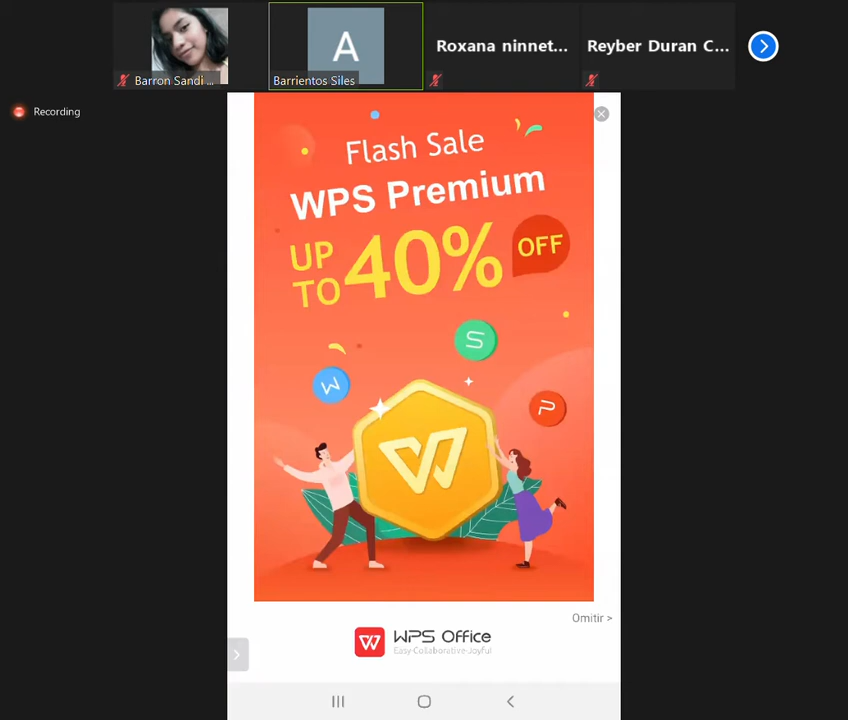 Barron Sandi ...
A
Barrientos Siles
Roxana ninnet...
Reyber Duran C...
Recording
Flash Sale
WPS Premium
UP TO 40% OFF
S
W
P
W
Omitir >
WPS Office
Easy·Collaborative·Joyful